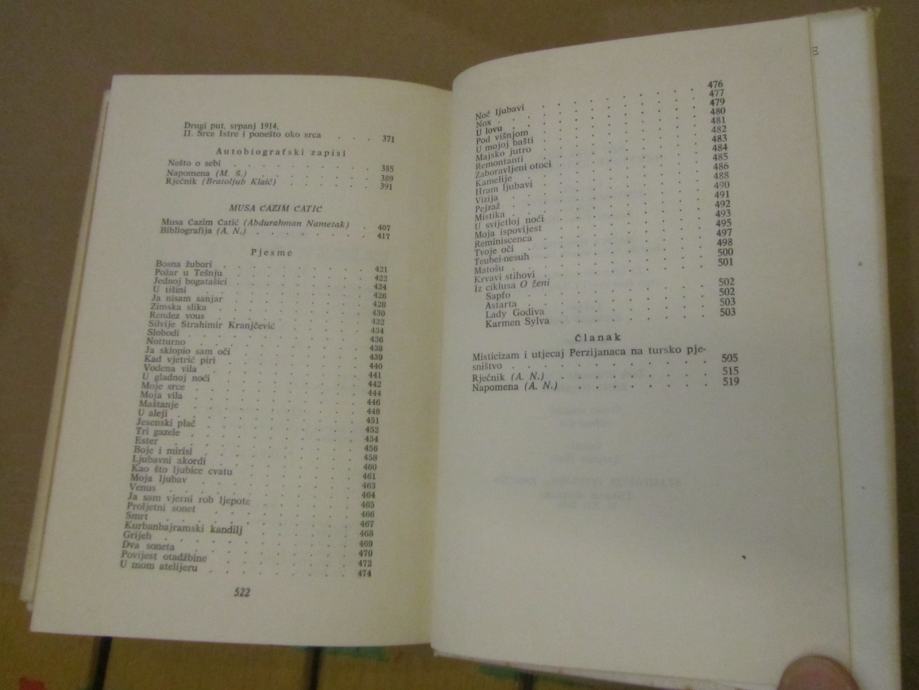 Drugi put, srpanj 1914.
II. Srce Istre i ponešto oko srca 371
Autobiografski zapisi
Nešto o sebi 385
Napomena (M. š.) 389
Rječnik (Bratoljub Klaić) 391
MUSA ĆAZIM ĆATIĆ
Musa Ćazim Ćatić (Abdurahman Nametak) 407
Bibliografija (A. N.) 417
Pjesme
Bosna žubori 421
Požar u Tešnju 422
Jednoj bogatašici 424
U tišini 426
Ja nisam sanjar 428
Zimska slika 430
Rendez vous 432
Silvije Strahimir Kranjčević 434
Slobodi 436
Notturno 438
Ja sklopio sam oči 439
Kad vjetrić piri 440
Vodena vila 441
U gladnoj noći 442
Moje srce 444
Moja vila 446
Maštanje 448
U aleji 451
Jesenski plač 452
Tri gazele 454
Ester 456
Boje i mirisi 458
Ljubavni akordi 460
Kao što ljubice cvatu 461
Moja ljubav 463
Venus 464
Ja sam vjerni rob ljepote 465
Proljetni sonet 466
Smrt 467
Kurbanbajramski kandilj 468
Grijeh 469
Dva soneta 470
Povijest otadžbine 472
U mom atelijeru 474
522
Noć ljubavi 476
Nox 477
U lovu 479
Pod višnjom 480
U mojoj bašti 481
Majsko jutro 482
Remontanti 483
Zaboravljeni otoci 484
Kamelije 485
Hram ljubavi 486
Vizija 488
Pejzaž 490
Mistika 491
U svijetloj noći 492
Moja ispovijest 493
Reminiscenca 495
Tvoje oči 497
Teubei-nesuh 498
Matošu 500
Krvavi stihovi 501
Iz ciklusa O ženi
Sapfo 502
Astarta 502
Lady Godiva 503
Karmen Sylva 503
Članak
Misticizam i utjecaj Perzijanaca na tursko pje-
sništvo 505
Rječnik (A. N.) 515
Napomena (A. N.) 519
E